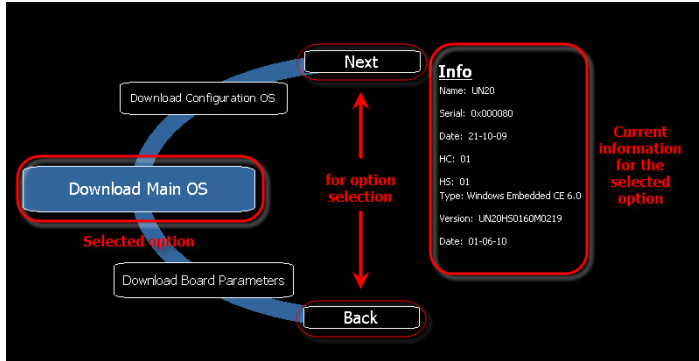 Next
Download Configuration OS
Download Main OS
Selected option
Download Board Parameters
Back
for option
selection
Info
Name: UN20
Serial: 0x000080
Date: 21-10-09
HC: 01
HS: 01
Type: Windows Embedded CE 6.0
Version: UN20HS0160M0219
Date: 01-06-10
Current
information
for the
selected
option